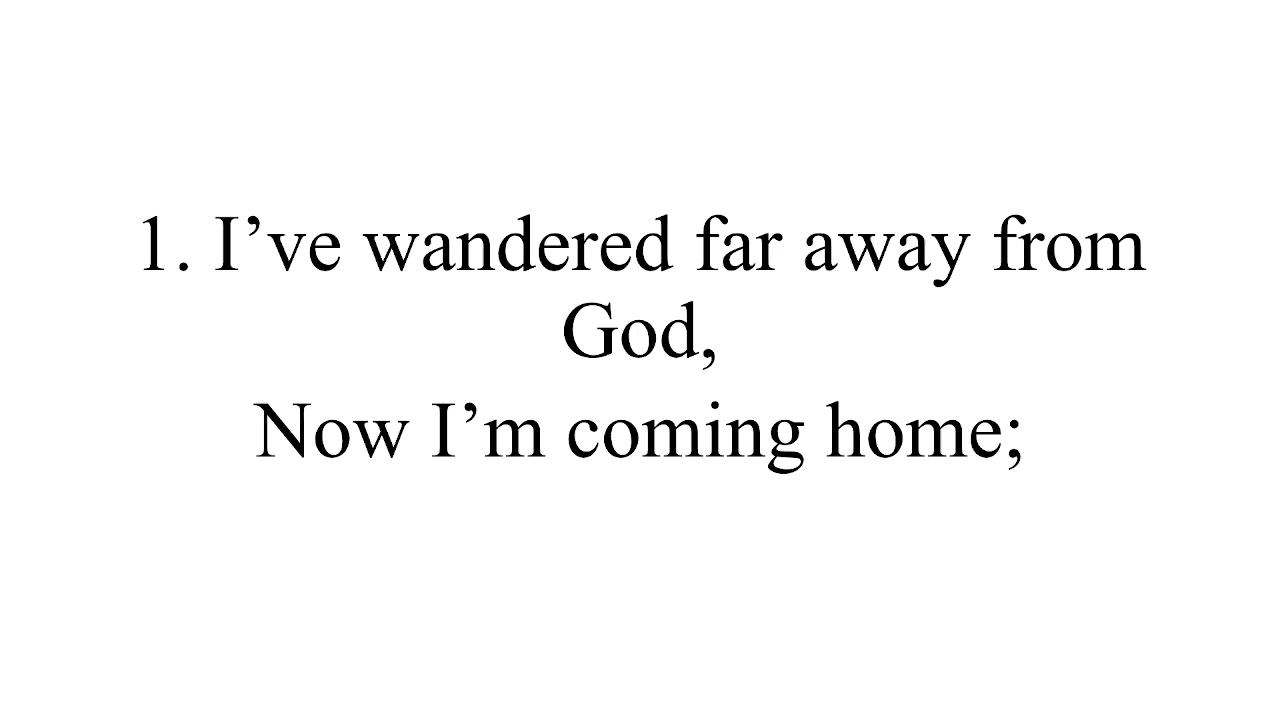 1. I’ve wandered far away from
God,
Now I’m coming home;